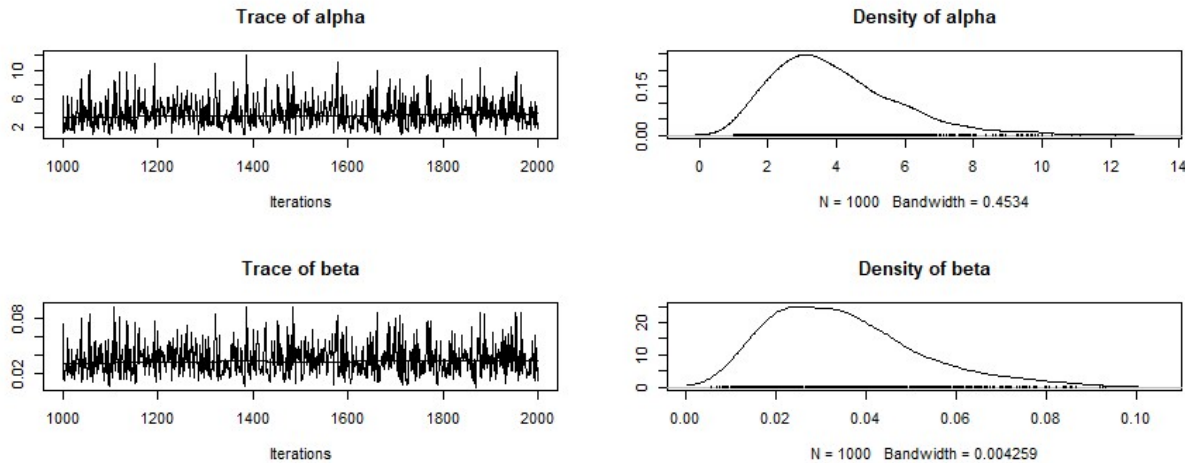 Trace of alpha
2 6 10
1000 1200 1400 1600 1800 2000
Iterations
Density of alpha
0.00 0.15
0 2 4 6 8 10 12 14
N = 1000 Bandwidth = 0.4534
Trace of beta
0.02 0.08
1000 1200 1400 1600 1800 2000
Iterations
Density of beta
0 10 20
0.00 0.02 0.04 0.06 0.08 0.10
N = 1000 Bandwidth = 0.004259